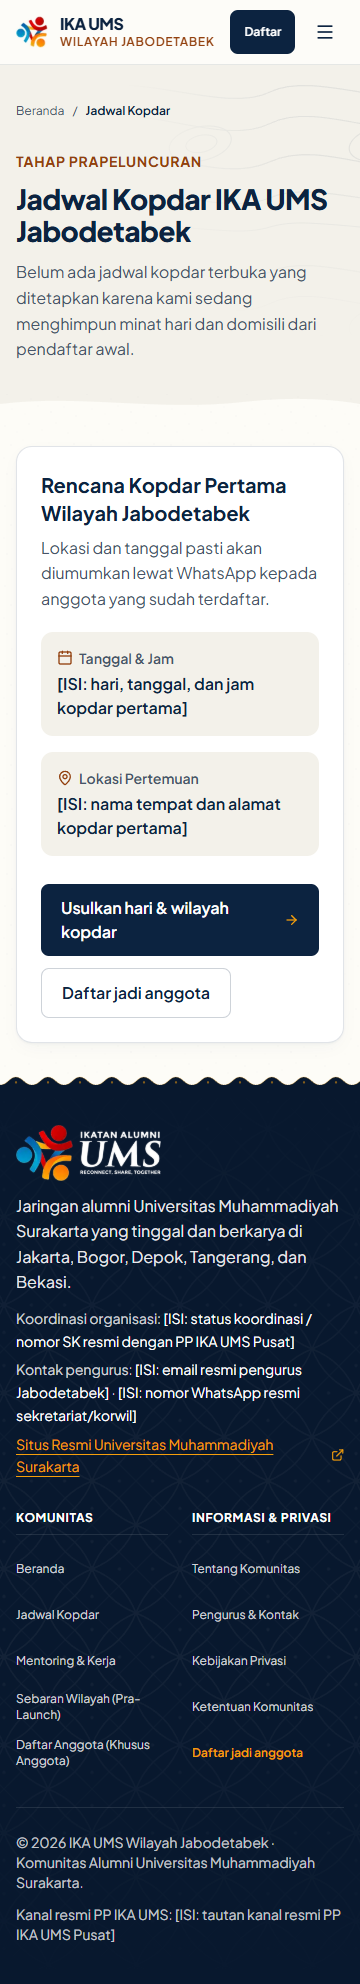 IKA UMS
WILAYAH JABODETABEK
Daftar
Beranda / Jadwal Kopdar
TAHAP PRAPELUNCURAN
Jadwal Kopdar IKA UMS
Jabodetabek
Belum ada jadwal kopdar terbuka yang
ditetapkan karena kami sedang
menghimpun minat hari dan domisili dari
pendaftar awal.
Rencana Kopdar Pertama
Wilayah Jabodetabek
Lokasi dan tanggal pasti akan
diumumkan lewat WhatsApp kepada
anggota yang sudah terdaftar.
Tanggal & Jam
[ISI: hari, tanggal, dan jam
kopdar pertama]
Lokasi Pertemuan
[ISI: nama tempat dan alamat
kopdar pertama]
Usulkan hari & wilayah
kopdar
Daftar jadi anggota
IKATAN ALUMNI
UMS
RECONNECT. SHARE. TOGETHER
Jaringan alumni Universitas Muhammadiyah
Surakarta yang tinggal dan berkarya di
Jakarta, Bogor, Depok, Tangerang, dan
Bekasi.
Koordinasi organisasi: [ISI: status koordinasi /
nomor SK resmi dengan PP IKA UMS Pusat]
Kontak pengurus: [ISI: email resmi pengurus
Jabodetabek] · [ISI: nomor WhatsApp resmi
sekretariat/korwil]
Situs Resmi Universitas Muhammadiyah
Surakarta
KOMUNITAS
Beranda
Jadwal Kopdar
Mentoring & Kerja
Sebaran Wilayah (Pra-
Launch)
Daftar Anggota (Khusus
Anggota)
INFORMASI & PRIVASI
Tentang Komunitas
Pengurus & Kontak
Kebijakan Privasi
Ketentuan Komunitas
Daftar jadi anggota
© 2026 IKA UMS Wilayah Jabodetabek ·
Komunitas Alumni Universitas Muhammadiyah
Surakarta.
Kanal resmi PP IKA UMS: [ISI: tautan kanal resmi PP
IKA UMS Pusat]